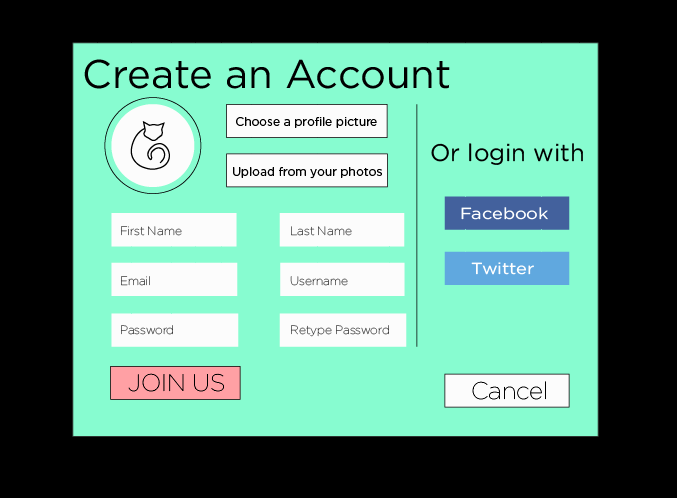 Create an Account
Choose a profile picture
Upload from your photos
First Name
Last Name
Email
Username
Password
Retype Password
JOIN US
Or login with
Facebook
Twitter
Cancel